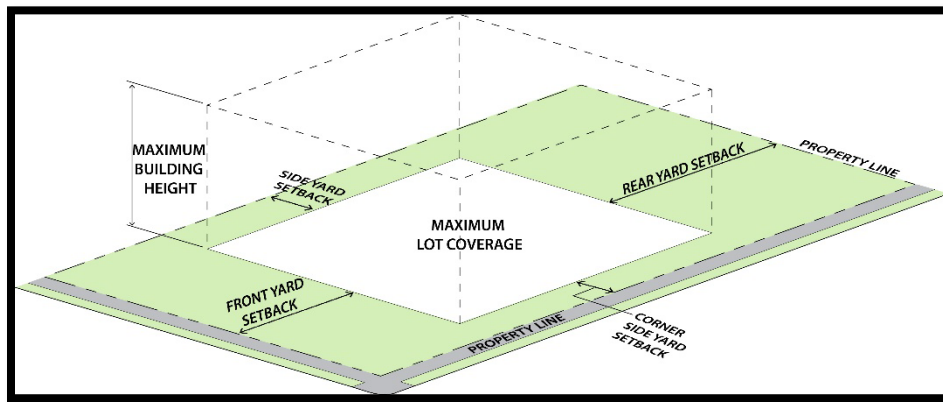 MAXIMUM
BUILDING
HEIGHT
SIDE YARD
SETBACK
REAR YARD SETBACK
PROPERTY LINE
MAXIMUM
LOT COVERAGE
FRONT YARD
SETBACK
PROPERTY LINE
CORNER
SIDE YARD
SETBACK